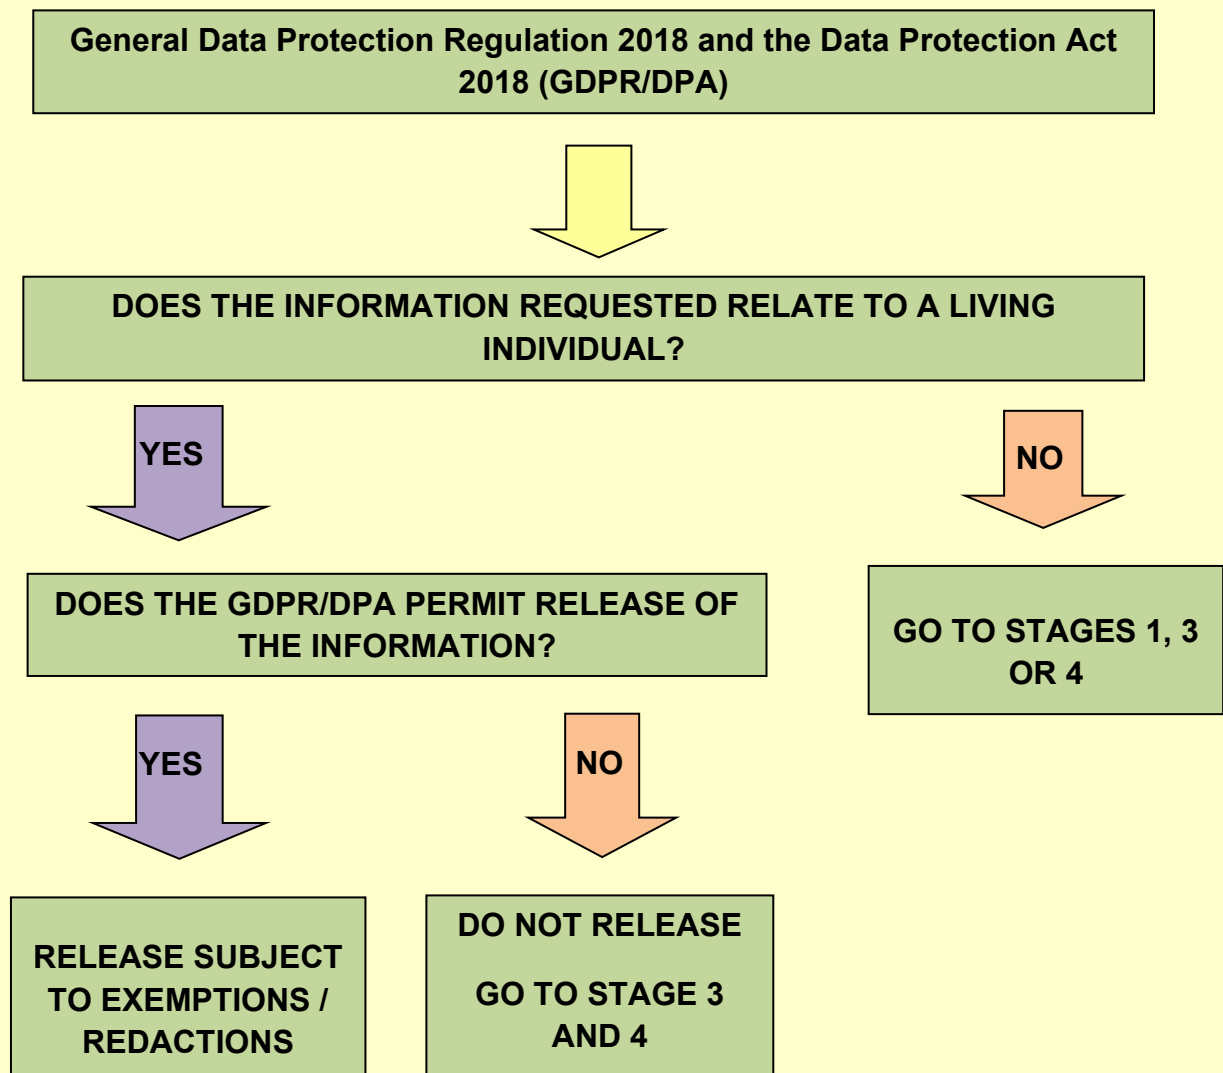 General Data Protection Regulation 2018 and the Data Protection Act
2018 (GDPR/DPA)
DOES THE INFORMATION REQUESTED RELATE TO A LIVING
INDIVIDUAL?
YES
NO
DOES THE GDPR/DPA PERMIT RELEASE OF
THE INFORMATION?
GO TO STAGES 1, 3
OR 4
YES
NO
RELEASE SUBJECT
TO EXEMPTIONS /
REDACTIONS
DO NOT RELEASE
GO TO STAGE 3
AND 4